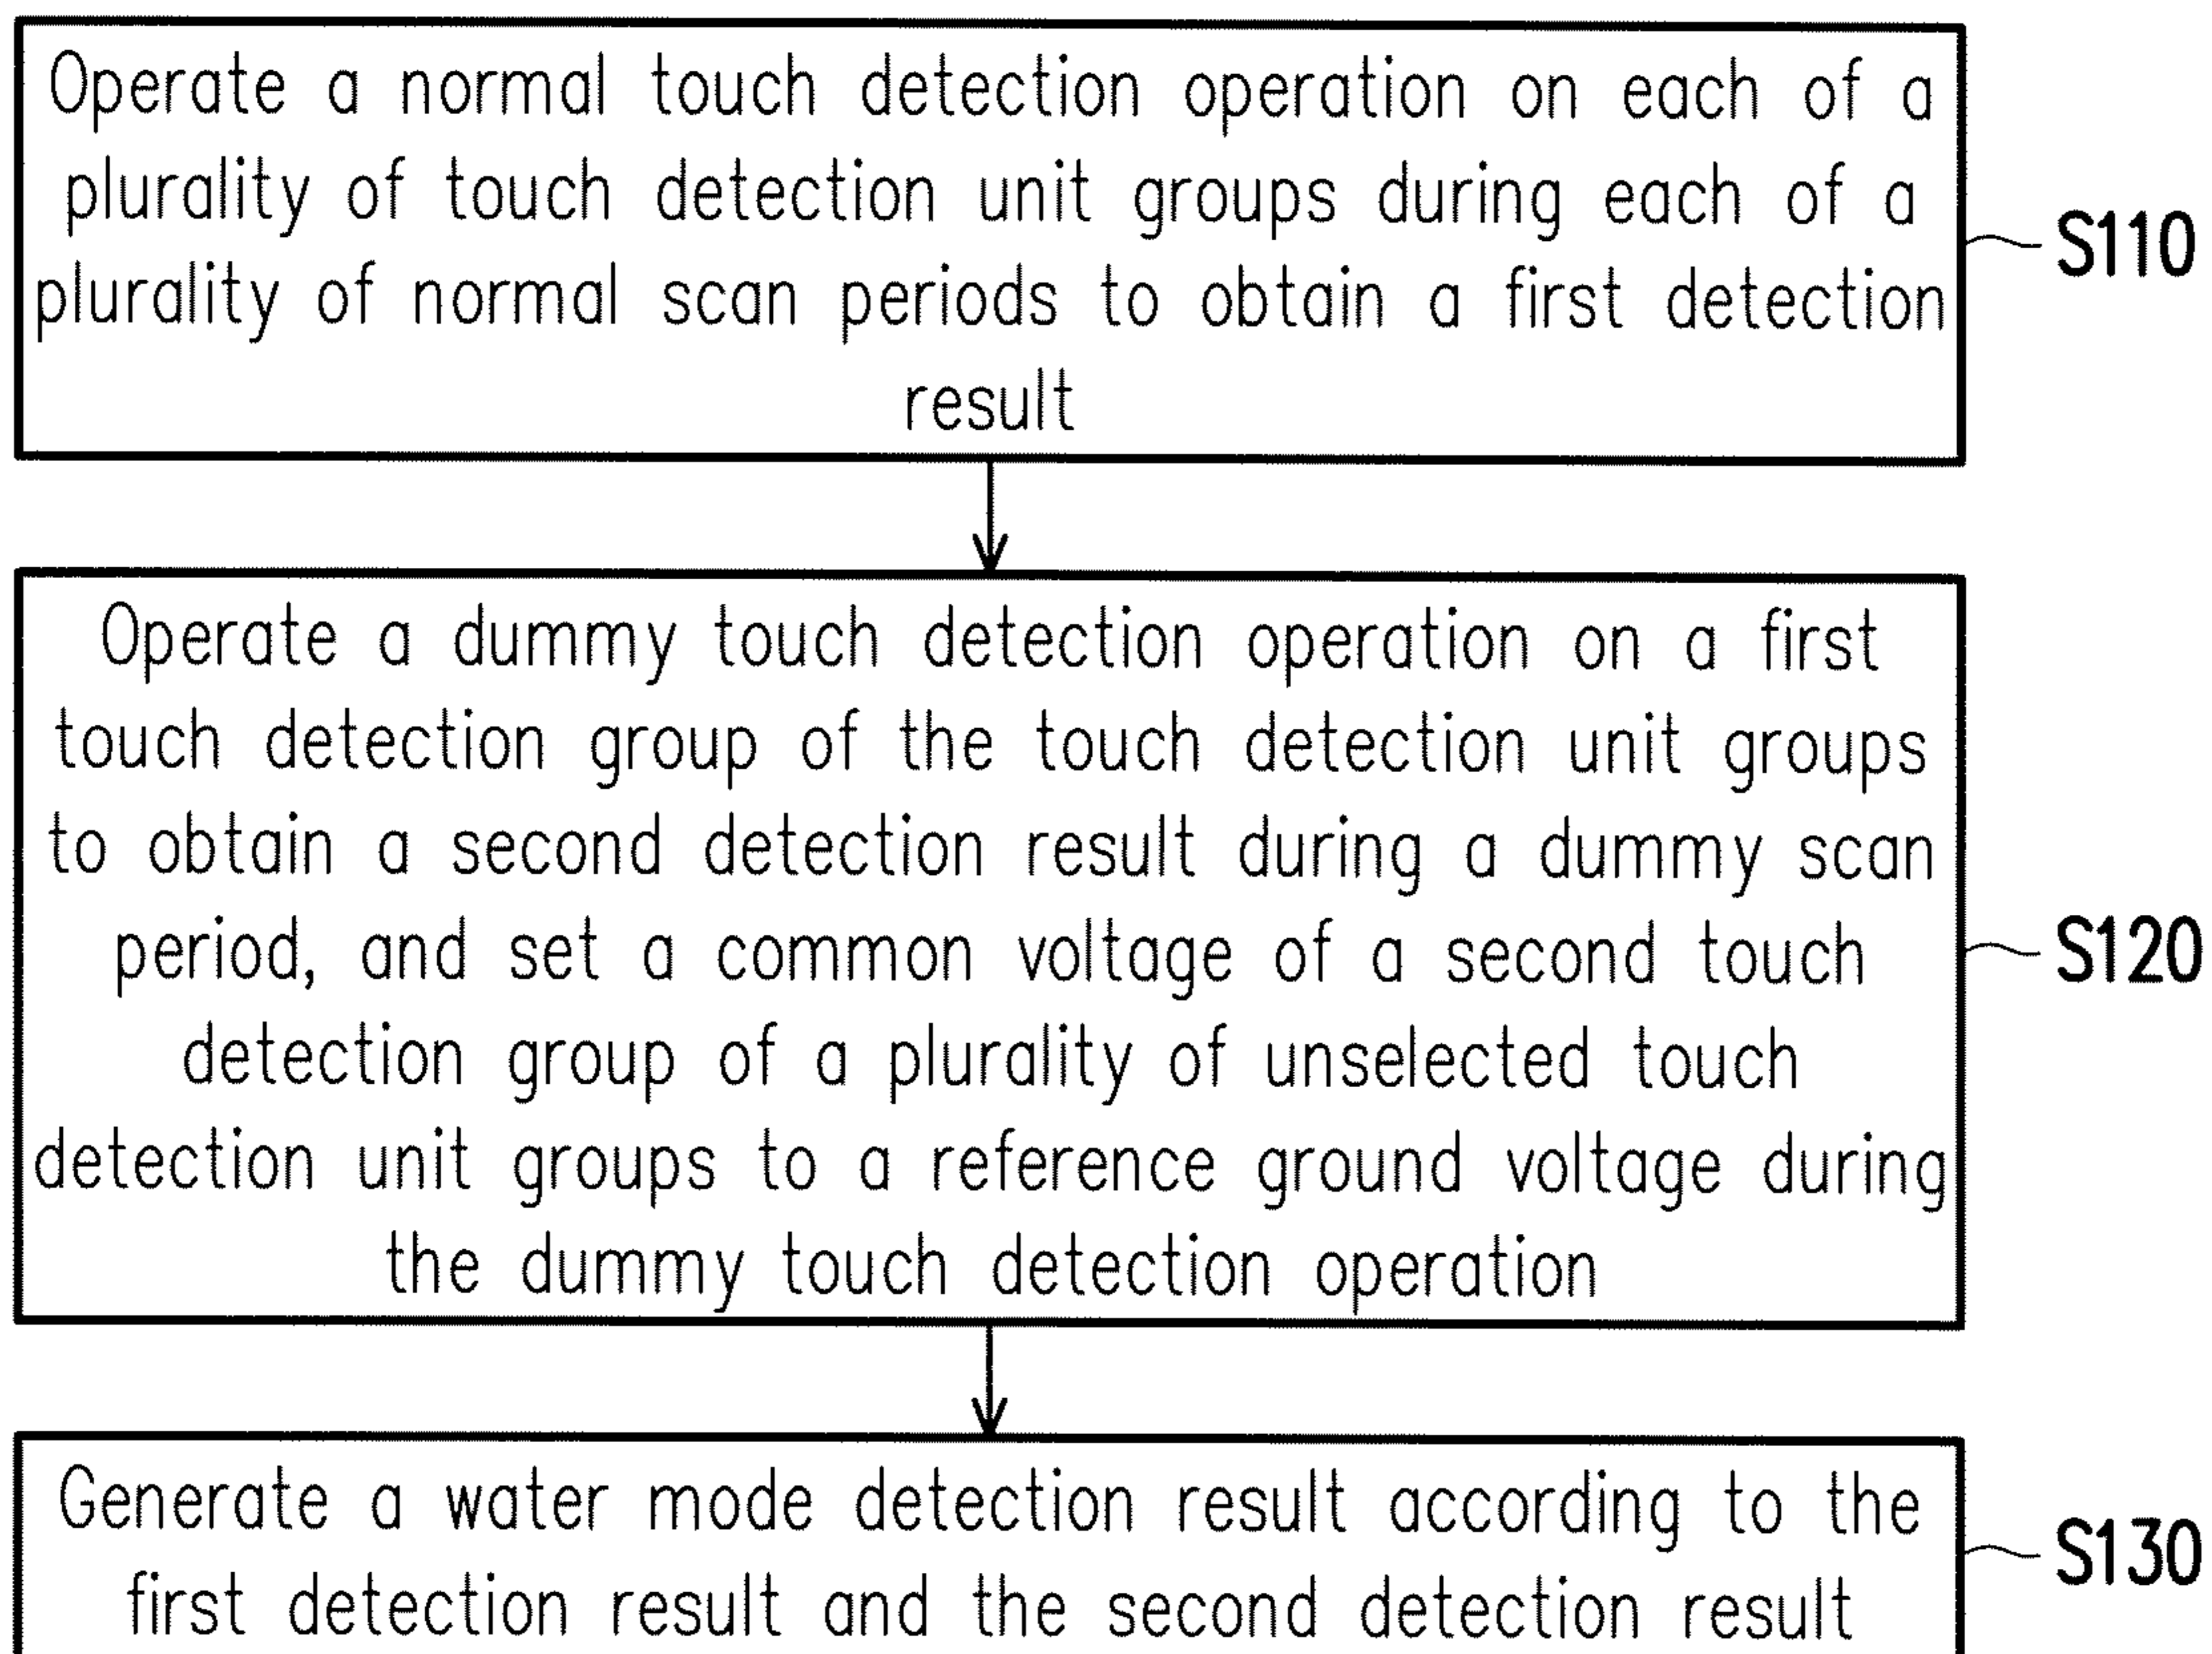 Operate a normal touch detection operation on each of a
plurality of touch detection unit groups during each of a
plurality of normal scan periods to obtain a first detection
result
S110
Operate a dummy touch detection operation on a first
touch detection group of the touch detection unit groups
to obtain a second detection result during a dummy scan
period, and set a common voltage of a second touch
detection group of a plurality of unselected touch
detection unit groups to a reference ground voltage during
the dummy touch detection operation
S120
Generate a water mode detection result according to the
first detection result and the second detection result
S130